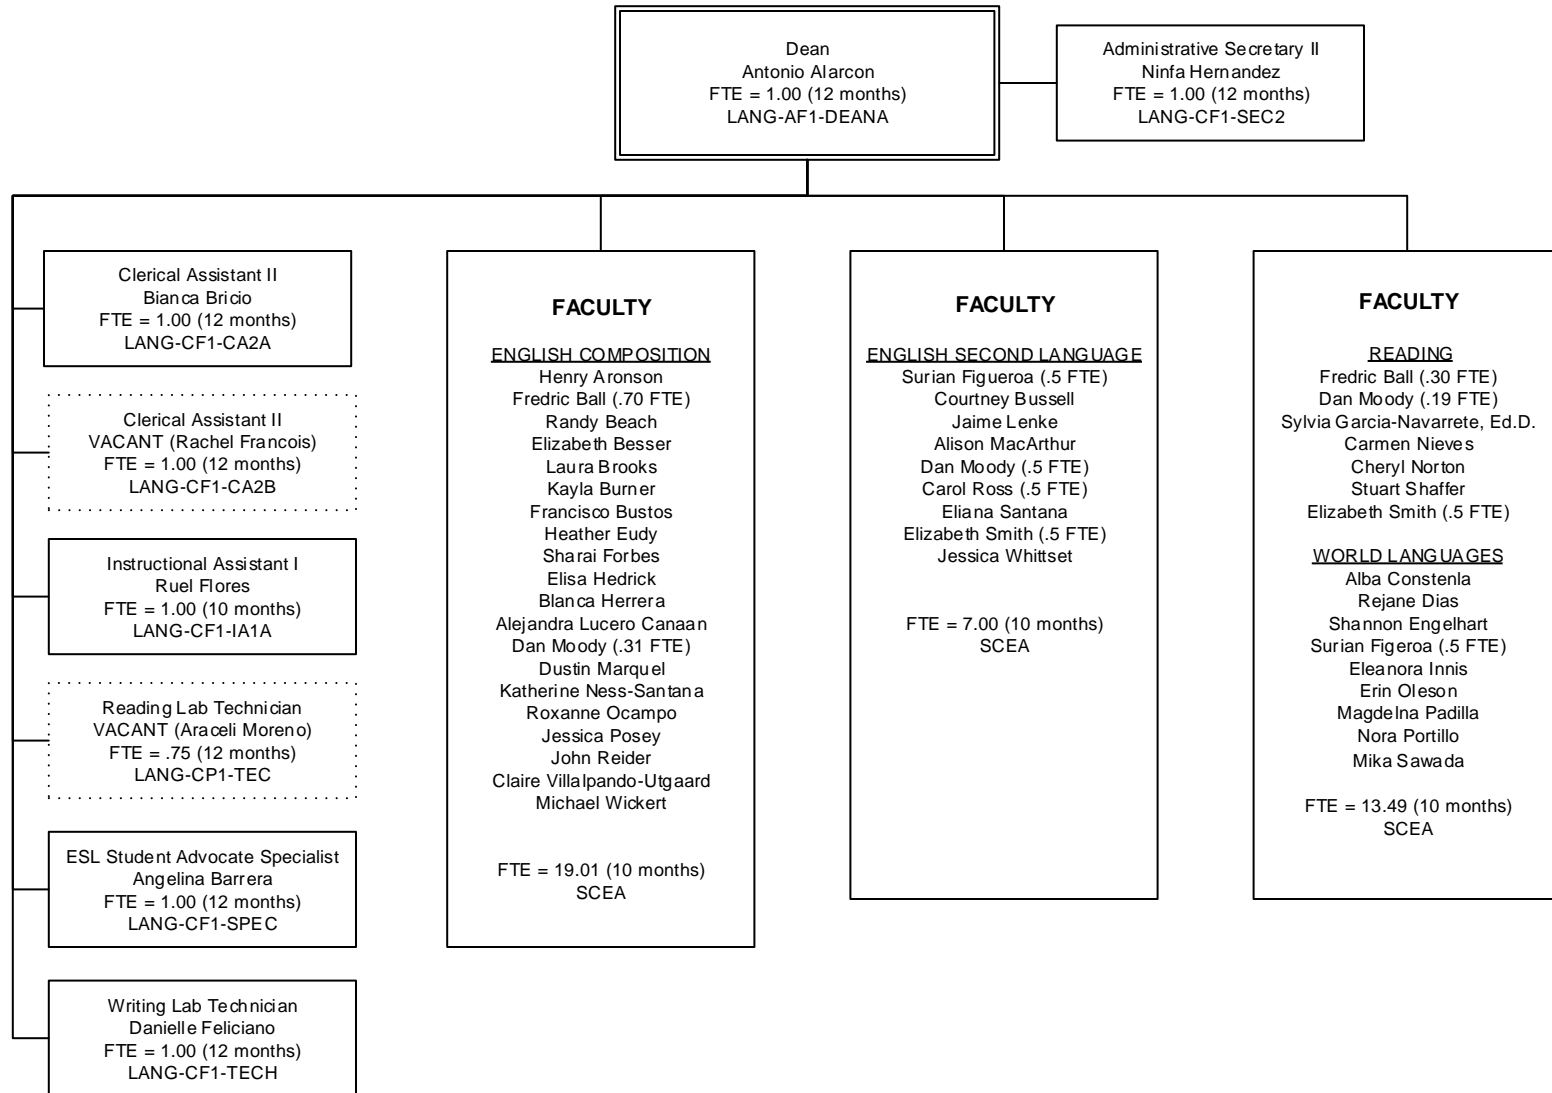 Dean
Antonio Alarcon
FTE = 1.00 (12 months)
LANG-AF1-DEANA
Administrative Secretary II
Ninfa Hernandez
FTE = 1.00 (12 months)
LANG-CF1-SEC2
Clerical Assistant II
Bianca Bricio
FTE = 1.00 (12 months)
LANG-CF1-CA2A
Clerical Assistant II
VACANT (Rachel Francois)
FTE = 1.00 (12 months)
LANG-CF1-CA2B
Instructional Assistant I
Ruel Flores
FTE = 1.00 (10 months)
LANG-CF1-IA1A
Reading Lab Technician
VACANT (Araceli Moreno)
FTE = .75 (12 months)
LANG-CP1-TEC
ESL Student Advocate Specialist
Angelina Barrera
FTE = 1.00 (12 months)
LANG-CF1-SPEC
Writing Lab Technician
Danielle Feliciano
FTE = 1.00 (12 months)
LANG-CF1-TECH
FACULTY
ENGLISH COMPOSITION
Henry Aronson
Fredric Ball (.70 FTE)
Randy Beach
Elizabeth Besser
Laura Brooks
Kayla Burner
Francisco Bustos
Heather Eudy
Sharai Forbes
Elisa Hedrick
Blanca Herrera
Alejandra Lucero Canaan
Dan Moody (.31 FTE)
Dustin Marquel
Katherine Ness-Santana
Roxanne Ocampo
Jessica Posey
John Reider
Claire Villalpando-Utgaard
Michael Wickert
FTE = 19.01 (10 months)
SCEA
FACULTY
ENGLISH SECOND LANGUAGE
Surian Figueroa (.5 FTE)
Courtney Bussell
Jaime Lenke
Alison MacArthur
Dan Moody (.5 FTE)
Carol Ross (.5 FTE)
Eliana Santana
Elizabeth Smith (.5 FTE)
Jessica Whittset
FTE = 7.00 (10 months)
SCEA
FACULTY
READING
Fredric Ball (.30 FTE)
Dan Moody (.19 FTE)
Sylvia Garcia-Navarrete, Ed.D.
Carmen Nieves
Cheryl Norton
Stuart Shaffer
Elizabeth Smith (.5 FTE)
WORLD LANGUAGES
Alba Constenla
Rejane Dias
Shannon Engelhart
Surian Figeroa (.5 FTE)
Eleanora Innis
Erin Oleson
Magdelna Padilla
Nora Portillo
Mika Sawada
FTE = 13.49 (10 months)
SCEA